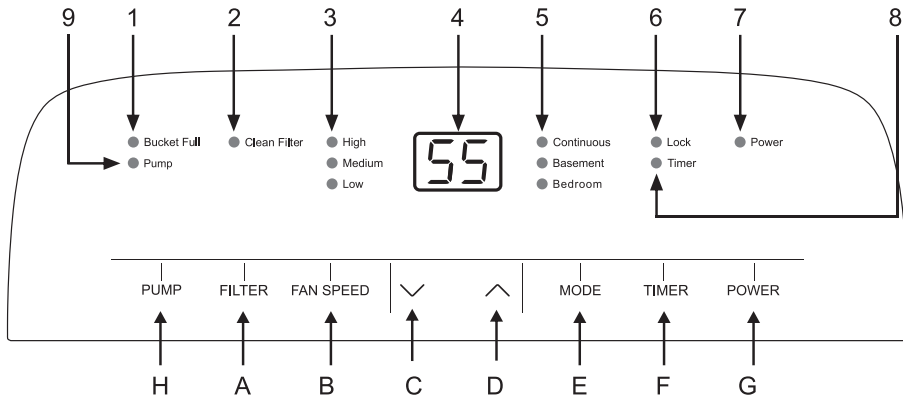 9 1 2 3 4 5 6 7 8
Bucket Full Clean Filter High 55 Continuous Lock Power
Pump Medium Basement Timer
Low Bedroom
PUMP FILTER FAN SPEED MODE TIMER POWER
H A B C D E F G